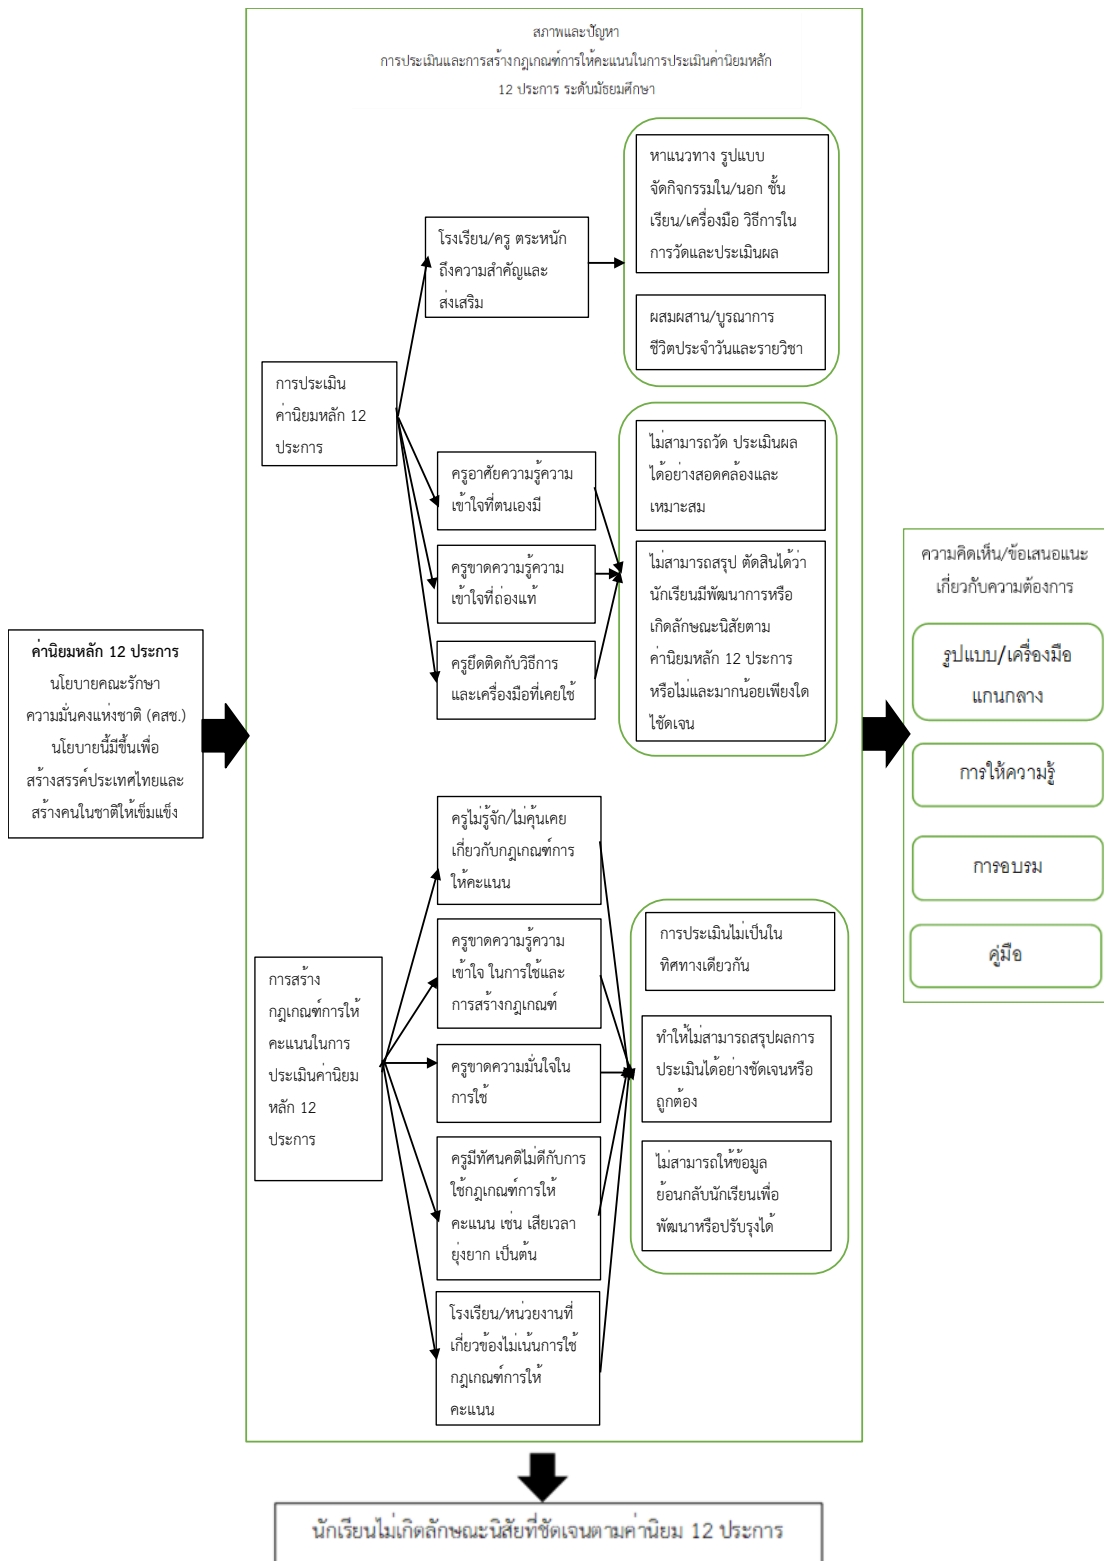 สภาพและปัญหา
การประเมินและการสร้างกฎเกณฑ์การให้คะแนนในการประเมินค่านิยมหลัก
12 ประการ ระดับมัธยมศึกษา
หาแนวทาง รูปแบบ
จัดกิจกรรมใน/นอก ชั้น
เรียน/เครื่องมือ วิธีการใน
การวัดและประเมินผล
โรงเรียน/ครู ตระหนัก
ถึงความสำคัญและ
ส่งเสริม
ผสมผสาน/บูรณาการ
ชีวิตประจำวันและรายวิชา
การประเมิน
ค่านิยมหลัก 12
ประการ
ครูอาศัยความรู้ความ
เข้าใจที่ตนเองมี
ครูขาดความรู้ความ
เข้าใจที่ถ่องแท้
ครูยึดติดกับวิธีการ
และเครื่องมือที่เคยใช้
ไม่สามารถวัด ประเมินผล
ได้อย่างสอดคล้องและ
เหมาะสม
ไม่สามารถสรุป ตัดสินได้ว่า
นักเรียนมีพัฒนาการหรือ
เกิดลักษณะนิสัยตาม
ค่านิยมหลัก 12 ประการ
หรือไม่และมากน้อยเพียงใด
ไชัดเจน
ค่านิยมหลัก 12 ประการ
นโยบายคณะรักษา
ความมั่นคงแห่งชาติ (คสช.)
นโยบายนี้มีขึ้นเพื่อ
สร้างสรรค์ประเทศไทยและ
สร้างคนในชาติให้เข็มแข็ง
ความคิดเห็น/ข้อเสนอแนะ
เกี่ยวกับความต้องการ
รูปแบบ/เครื่องมือ
แกนกลาง
การให้ความรู้
การอบรม
คู่มือ
การสร้าง
กฎเกณฑ์การให้
คะแนนในการ
ประเมินค่านิยม
หลัก 12
ประการ
ครูไม่รู้จัก/ไม่คุ้นเคย
เกี่ยวกับกฎเกณฑ์การ
ให้คะแนน
ครูขาดความรู้ความ
เข้าใจ ในการใช้และ
การสร้างกฎเกณฑ์
ครูขาดความมั่นใจใน
การใช้
ครูมีทัศนคติไม่ดีกับการ
ใช้กฎเกณฑ์การให้
คะแนน เช่น เสียเวลา
ยุ่งยาก เป็นต้น
โรงเรียน/หน่วยงานที่
เกี่ยวข้องไม่เน้นการใช้
กฎเกณฑ์การให้
คะแนน
การประเมินไม่เป็นใน
ทิศทางเดียวกัน
ทำให้ไม่สามารถสรุปผลการ
ประเมินได้อย่างชัดเจนหรือ
ถูกต้อง
ไม่สามารถให้ข้อมูล
ย้อนกลับนักเรียนเพื่อ
พัฒนาหรือปรับรุงได้
นักเรียนไม่เกิดลักษณะนิสัยที่ชัดเจนตามค่านิยม 12 ประการ